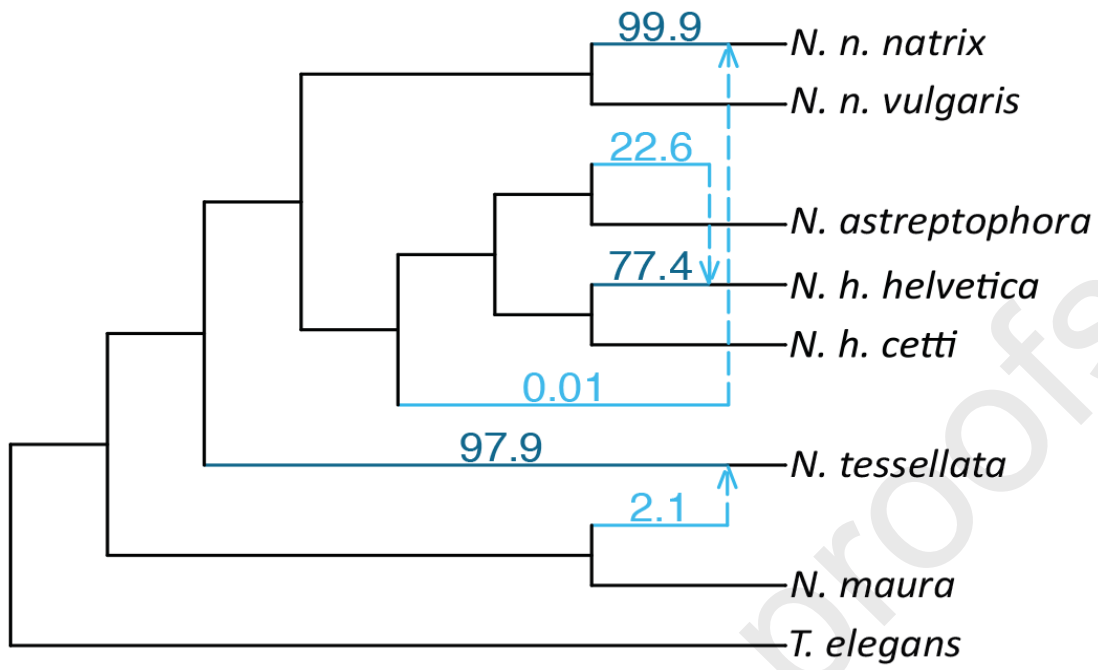 99.9
N. n. natrix
N. n. vulgaris
22.6
N. astreptophora
77.4
N. h. helvetica
N. h. cetti
0.01
97.9
N. tessellata
2.1
N. maura
T. elegans
proofs